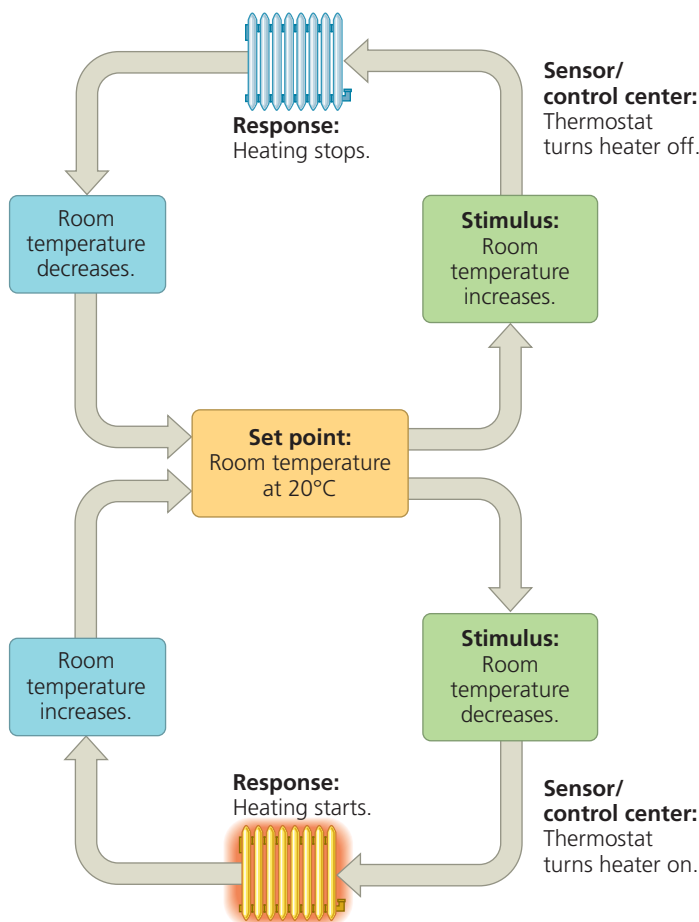 Response:
Heating stops.
Sensor/
control center:
Thermostat
turns heater off.
Room
temperature
decreases.
Stimulus:
Room
temperature
increases.
Set point:
Room temperature
at 20°C
Room
temperature
increases.
Stimulus:
Room
temperature
decreases.
Response:
Heating starts.
Sensor/
control center:
Thermostat
turns heater on.